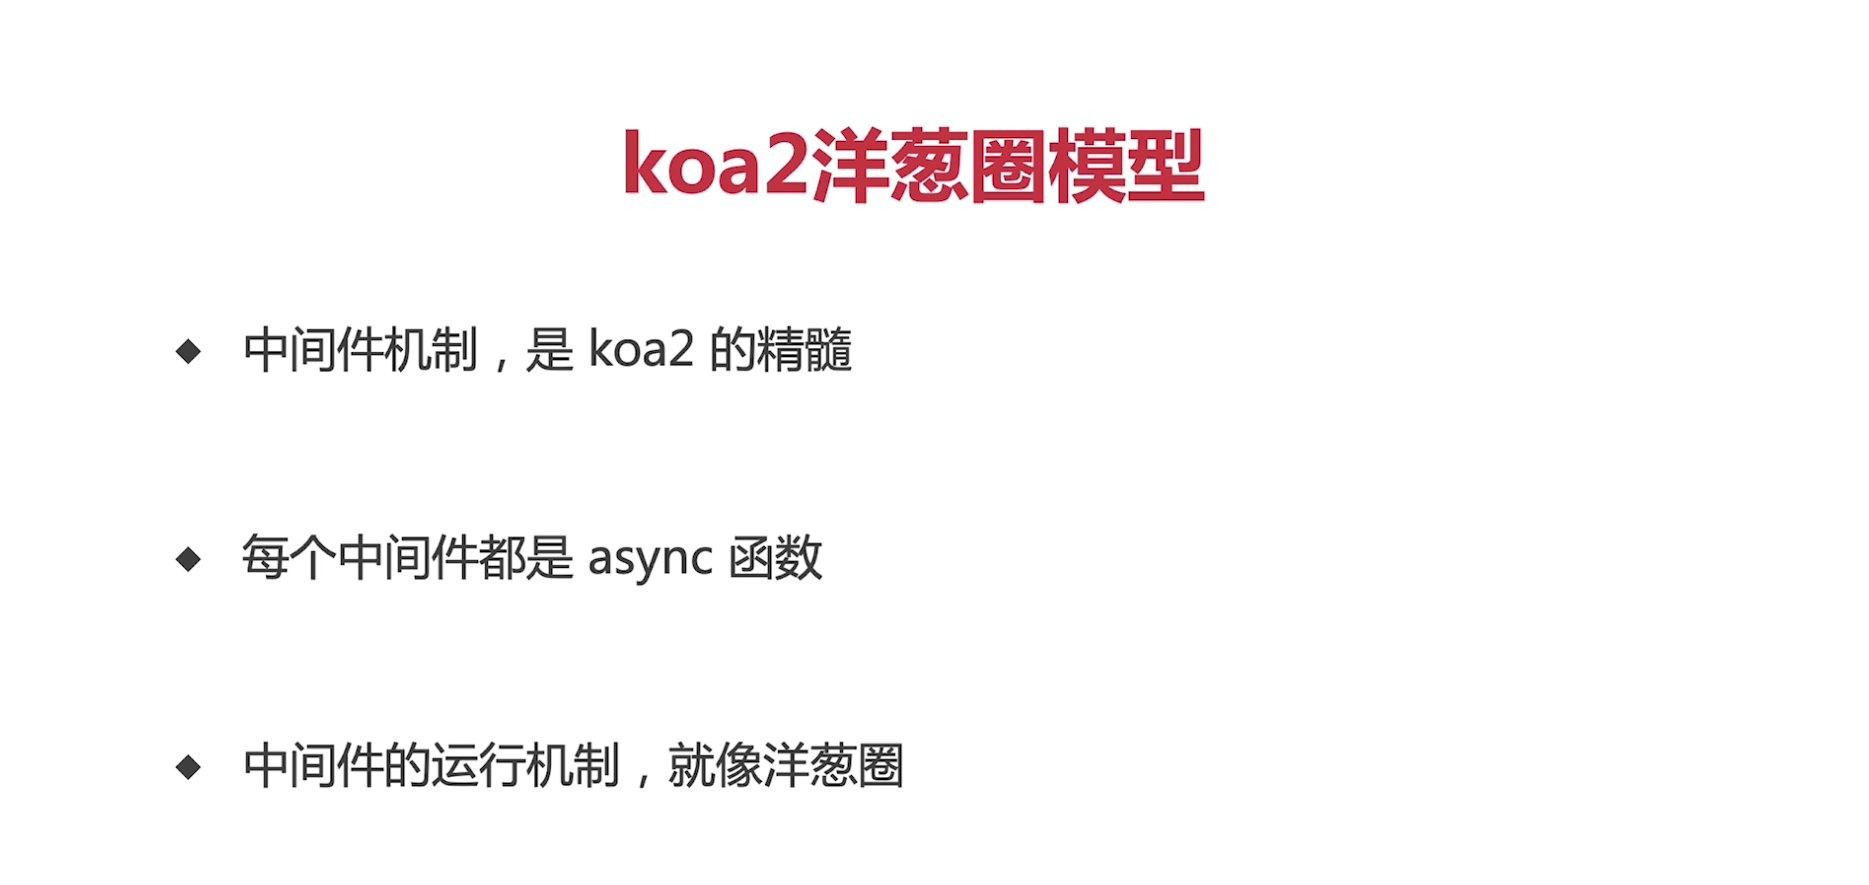 koa2洋葱圈模型
◆ 中间件机制，是 koa2 的精髓
◆ 每个中间件都是 async 函数
◆ 中间件的运行机制，就像洋葱圈